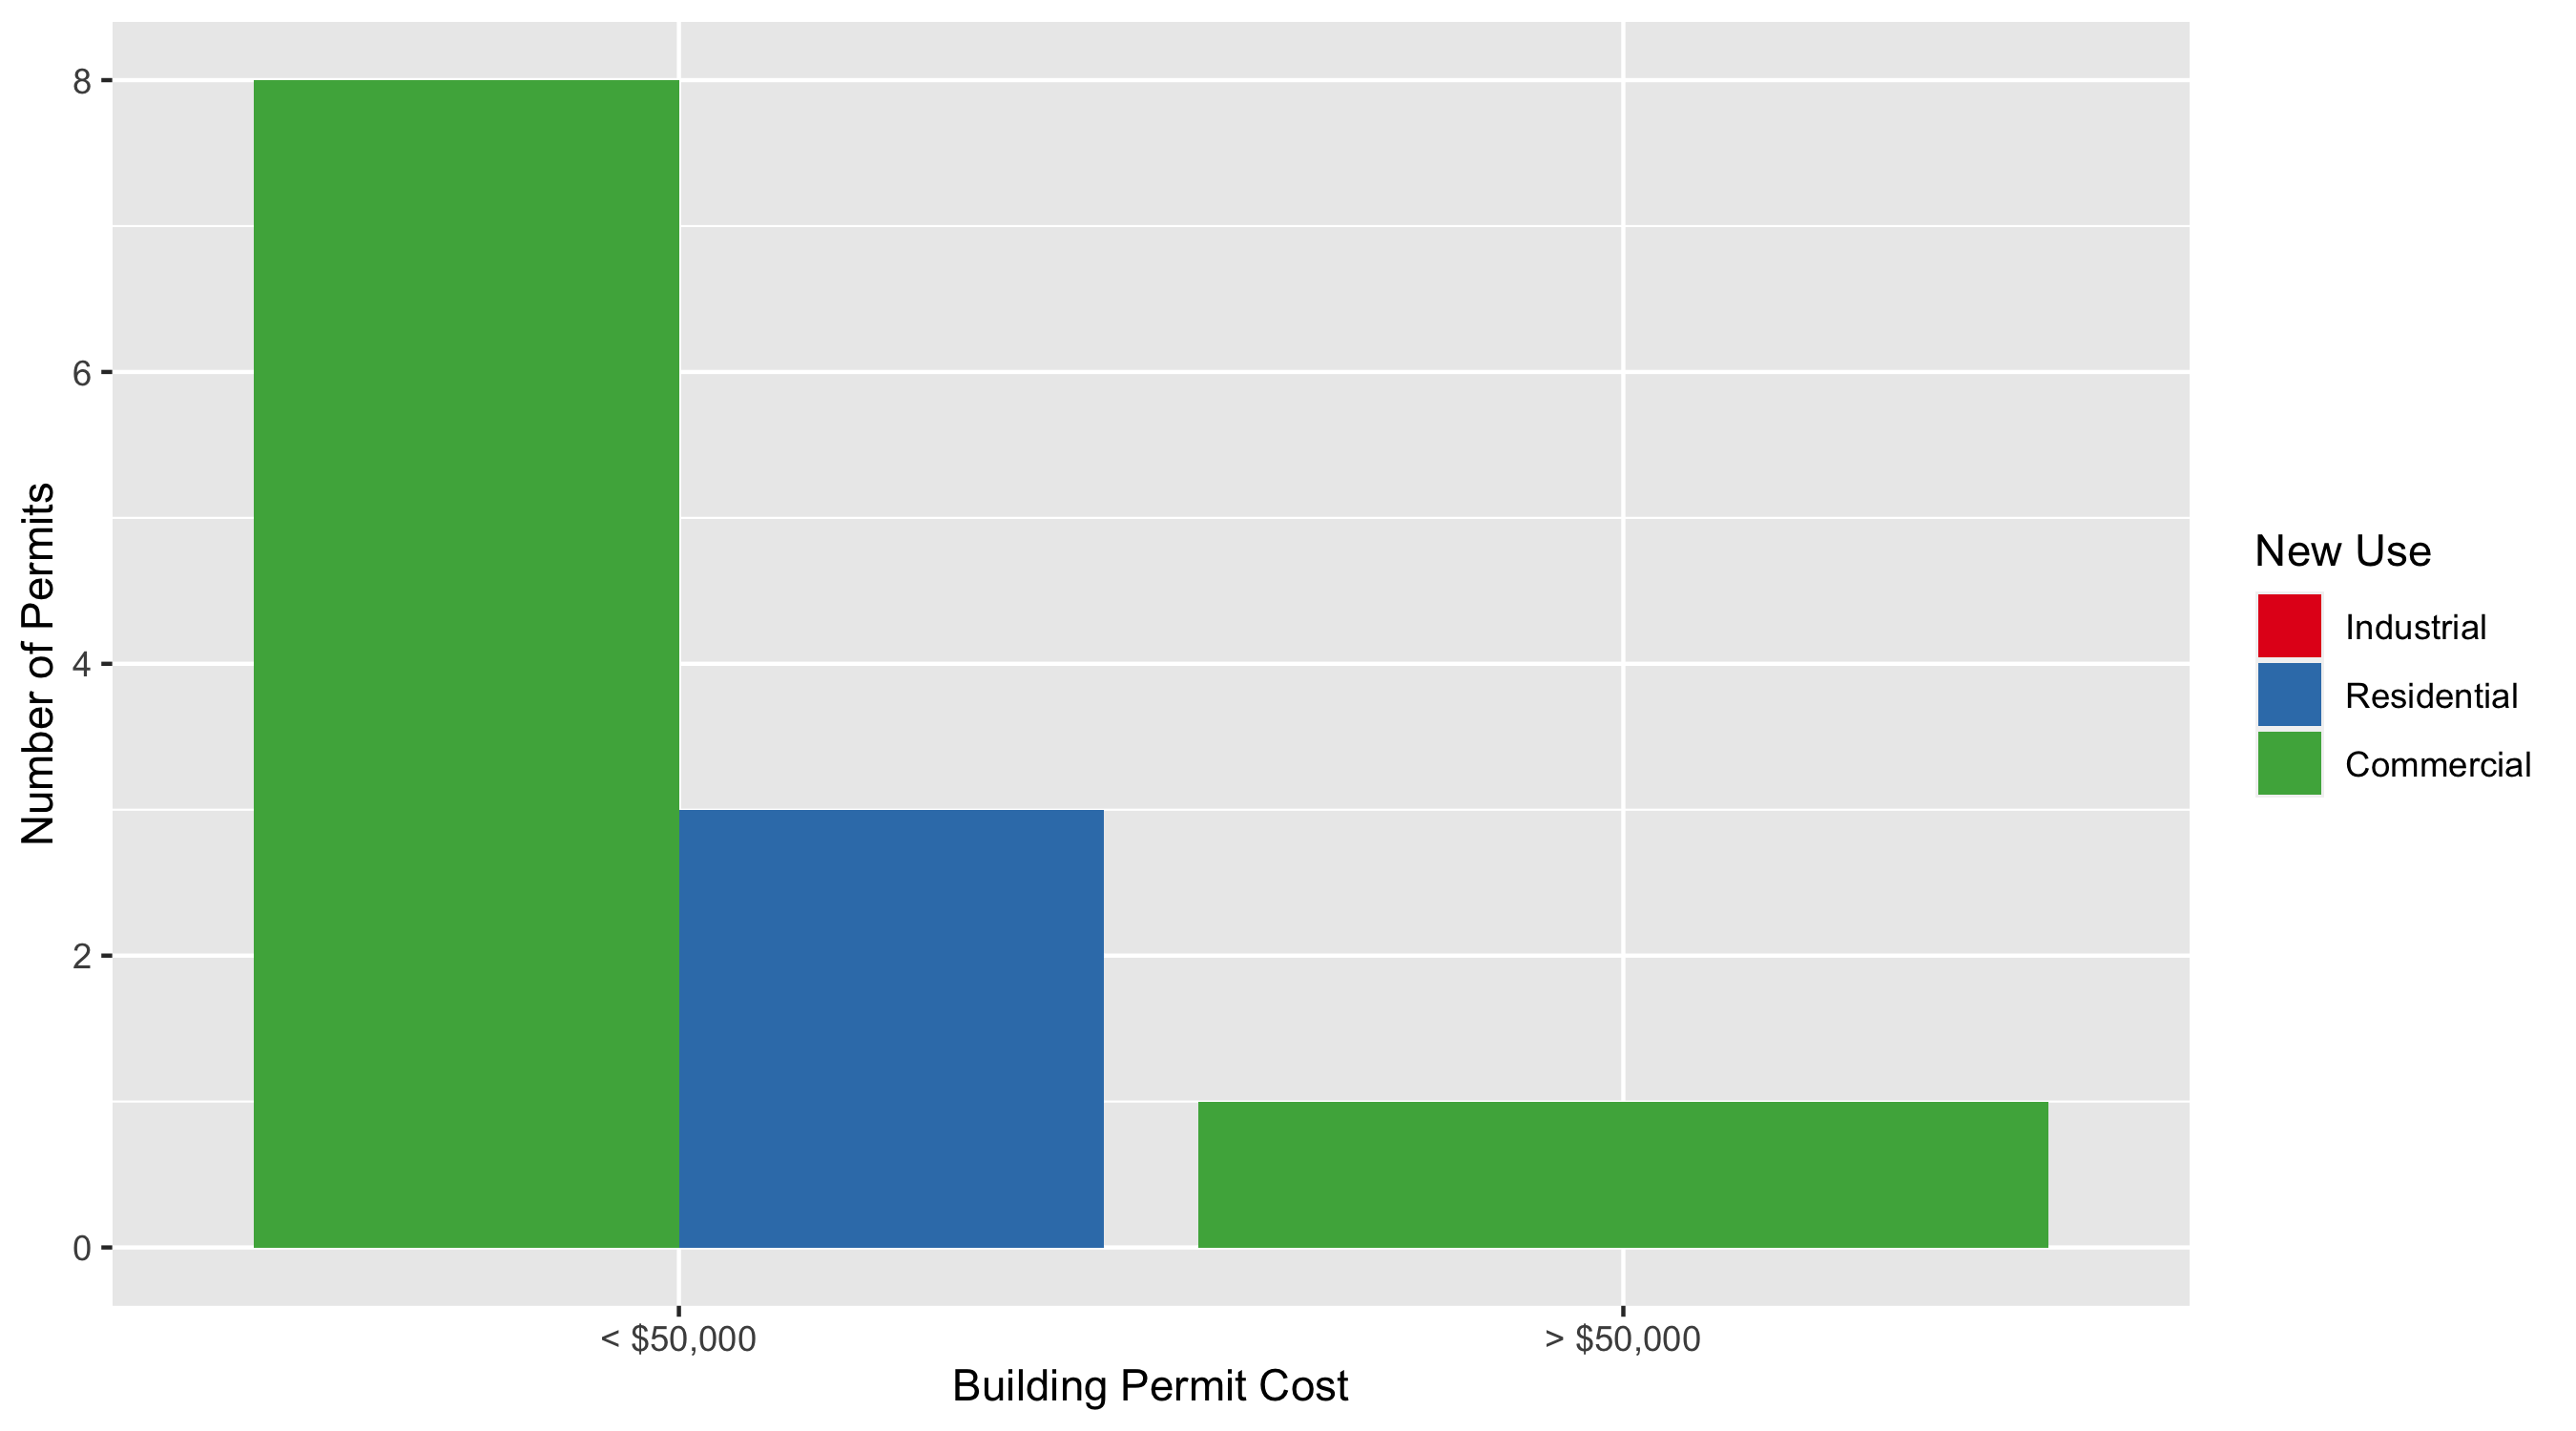 8
6
4
2
0
Number of Permits
< $50,000
> $50,000
Building Permit Cost
New Use
Industrial
Residential
Commercial